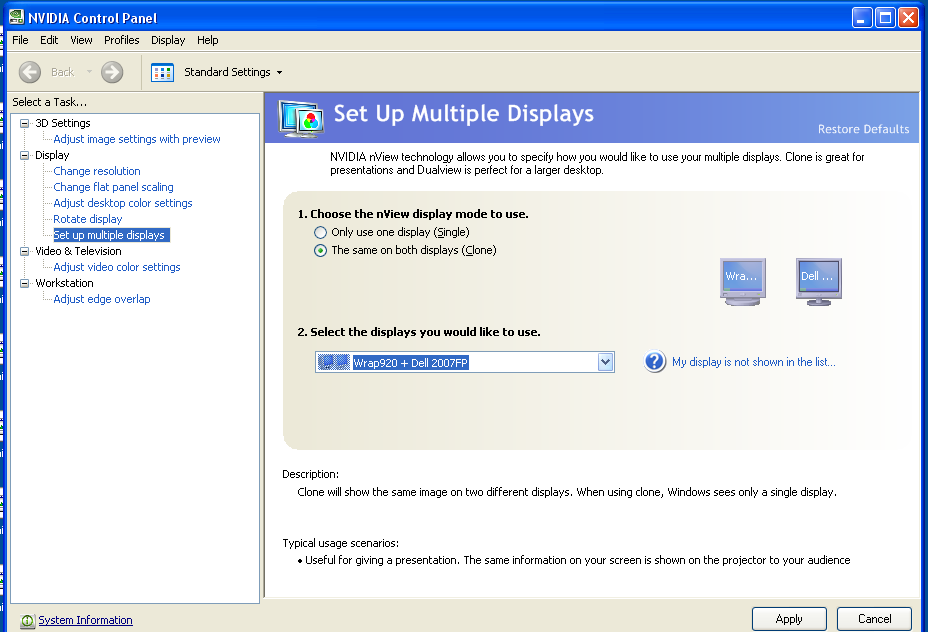 NVIDIA Control Panel
File Edit View Profiles Display Help
Back Standard Settings
Select a Task...
3D Settings
Adjust image settings with preview
Display
Change resolution
Change flat panel scaling
Adjust desktop color settings
Rotate display
Set up multiple displays
Video & Television
Adjust video color settings
Workstation
Adjust edge overlap
System Information
Set Up Multiple Displays
Restore Defaults
NVIDIA nView technology allows you to specify how you would like to use your multiple displays. Clone is great for
presentations and Dualview is perfect for a larger desktop.
1. Choose the nView display mode to use.
Only use one display (Single)
The same on both displays (Clone)
Wra... Dell ...
2. Select the displays you would like to use.
Wrap920 + Dell 2007FP
My display is not shown in the list...
Description:
Clone will show the same image on two different displays. When using clone, Windows sees only a single display.
Typical usage scenarios:
• Useful for giving a presentation. The same information on your screen is shown on the projector to your audience
Apply Cancel